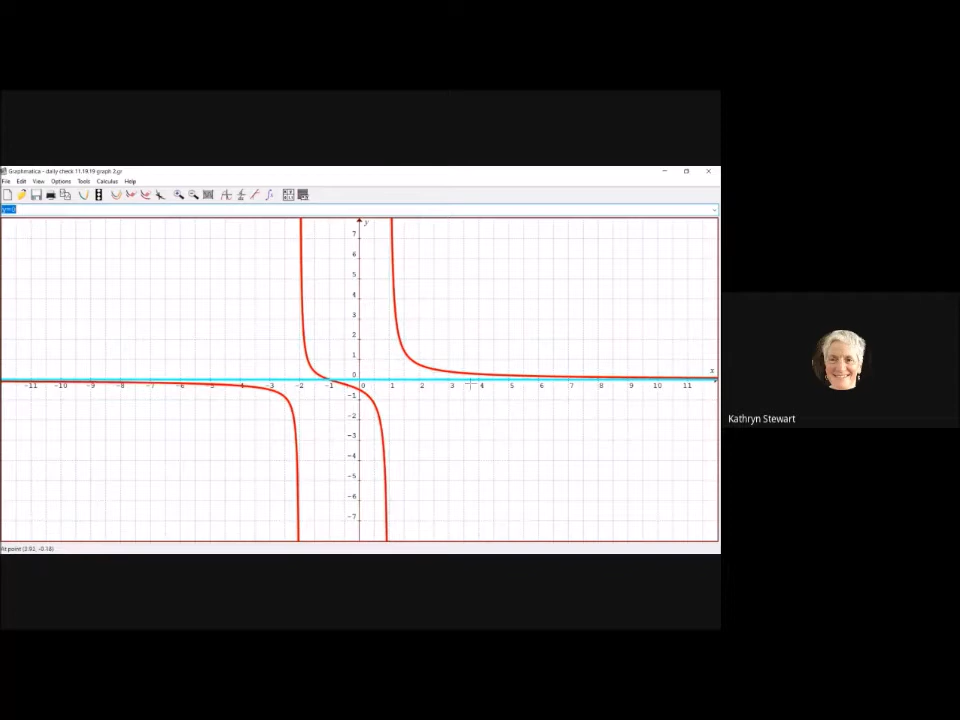 Graphmatica - daily check 11.19.19 graph 2.gr
File Edit View Options Tools Calculus Help
y=0
y
7
6
5
4
3
2
1
0
x
-11 -10 -9 -8 -7 -6 -5 -4 -3 -2 -1 0 1 2 3 4 5 6 7 8 9 10 11
-1
-2
-3
-4
-5
-6
-7
Kathryn Stewart